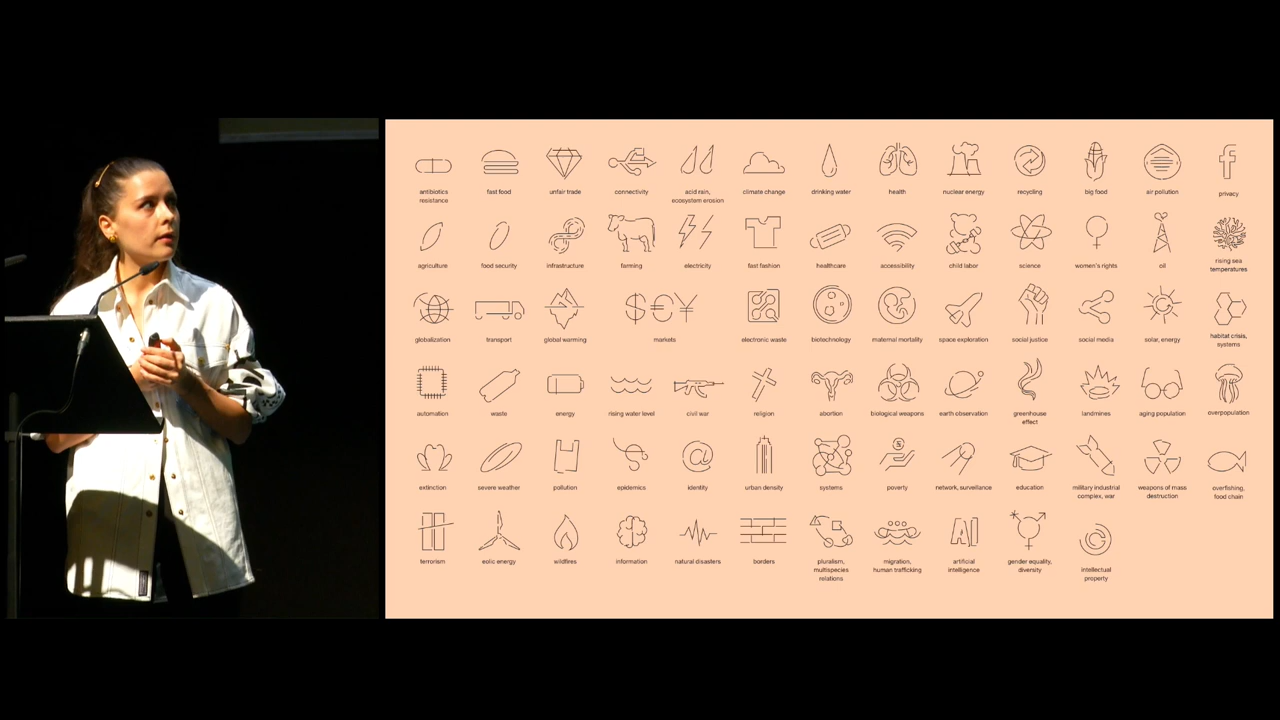 antibiotics
resistance
fast food
unfair trade
connectivity
acid rain,
ecosystem erosion
climate change
drinking water
health
nuclear energy
recycling
big food
air pollution
privacy
agriculture
food security
infrastructure
farming
electricity
fast fashion
healthcare
accessibility
child labor
science
women's rights
oil
rising sea
temperatures
globalization
transport
global warming
$€¥
markets
electronic waste
biotechnology
maternal mortality
space exploration
social justice
social media
solar, energy
habitat crisis,
systems
automation
waste
energy
rising water level
civil war
religion
abortion
biological weapons
earth observation
greenhouse
effect
landmines
aging population
overpopulation
extinction
severe weather
pollution
epidemics
@
identity
urban density
systems
$
poverty
network, surveillance
education
military industrial
complex, war
weapons of mass
destruction
overfishing,
food chain
terrorism
eolic energy
wildfires
information
natural disasters
borders
pluralism,
multispecies
relations
migration,
human trafficking
AI
artificial
intelligence
gender equality,
diversity
intellectual
property